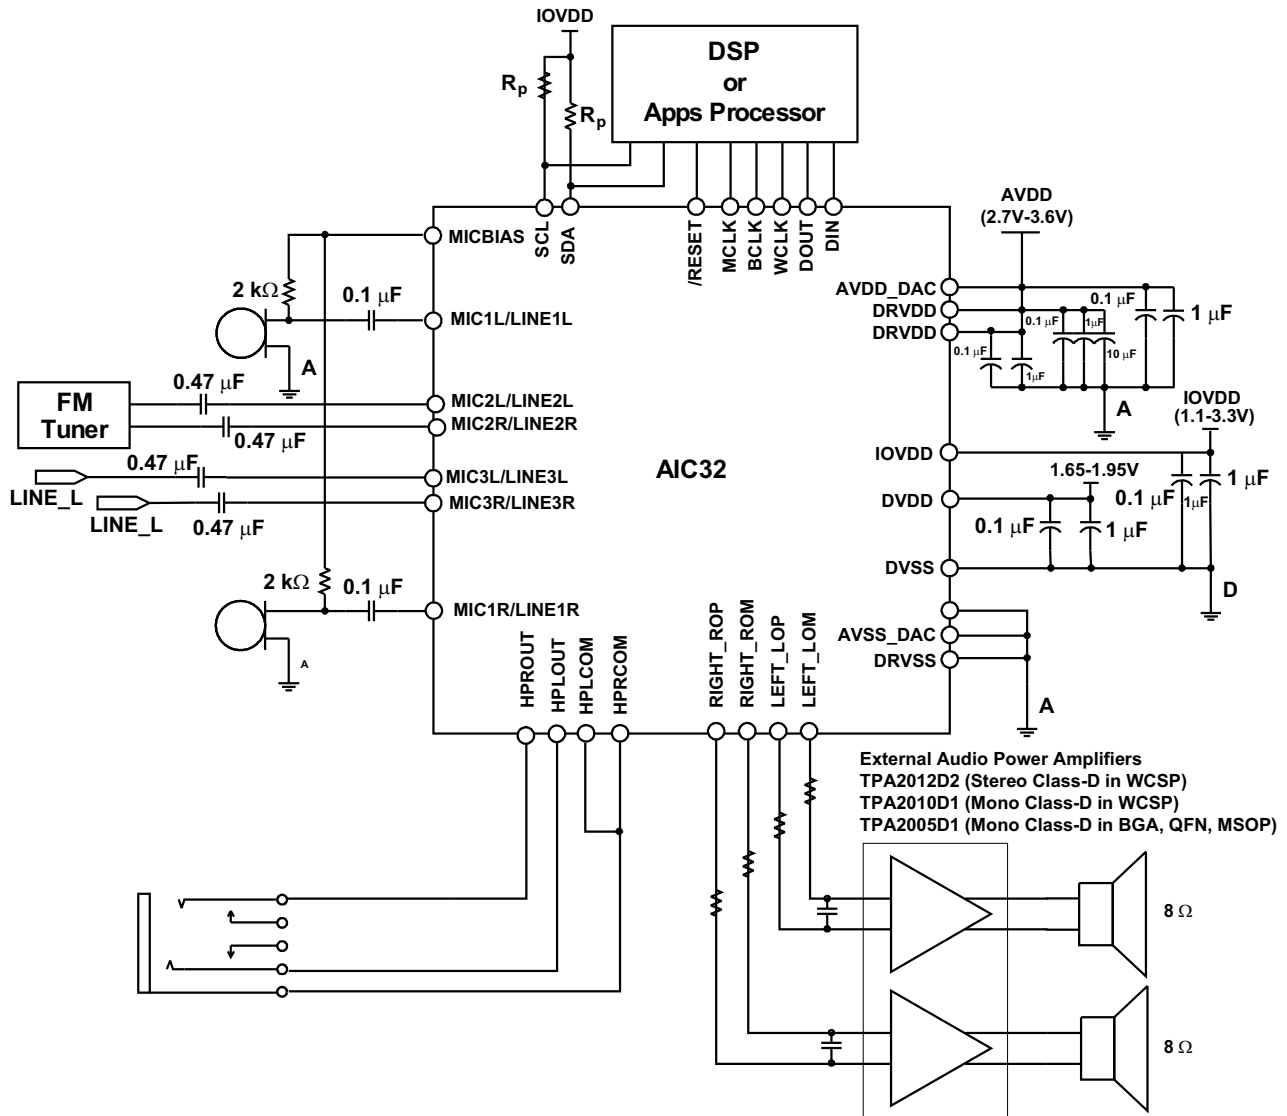 IOVDD
DSP
or
Apps Processor
Rp
Rp
SCL
SDA
/RESET
MCLK
BCLK
WCLK
DOUT
DIN
AVDD
(2.7V-3.6V)
MICBIAS
2 kΩ
0.1 μF
MIC1L/LINE1L
A
FM
Tuner
0.47 μF
MIC2L/LINE2L
0.47 μF
MIC2R/LINE2R
LINE_L
0.47 μF
MIC3L/LINE3L
LINE_L
0.47 μF
MIC3R/LINE3R
2 kΩ
0.1 μF
MIC1R/LINE1R
A
AIC32
AVDD_DAC
DRVDD
DRVDD
0.1 μF
1μF
0.1 μF
1μF
10 μF
0.1 μF
1 μF
A
IOVDD
(1.1-3.3V)
IOVDD
1.65-1.95V
DVDD
0.1 μF
1 μF
0.1 μF
1μF
1 μF
DVSS
D
AVSS_DAC
DRVSS
A
HPROUT
HPLOUT
HPLCOM
HPRCOM
RIGHT_ROP
RIGHT_ROM
LEFT_LOP
LEFT_LOM
External Audio Power Amplifiers
TPA2012D2 (Stereo Class-D in WCSP)
TPA2010D1 (Mono Class-D in WCSP)
TPA2005D1 (Mono Class-D in BGA, QFN, MSOP)
8 Ω
8 Ω